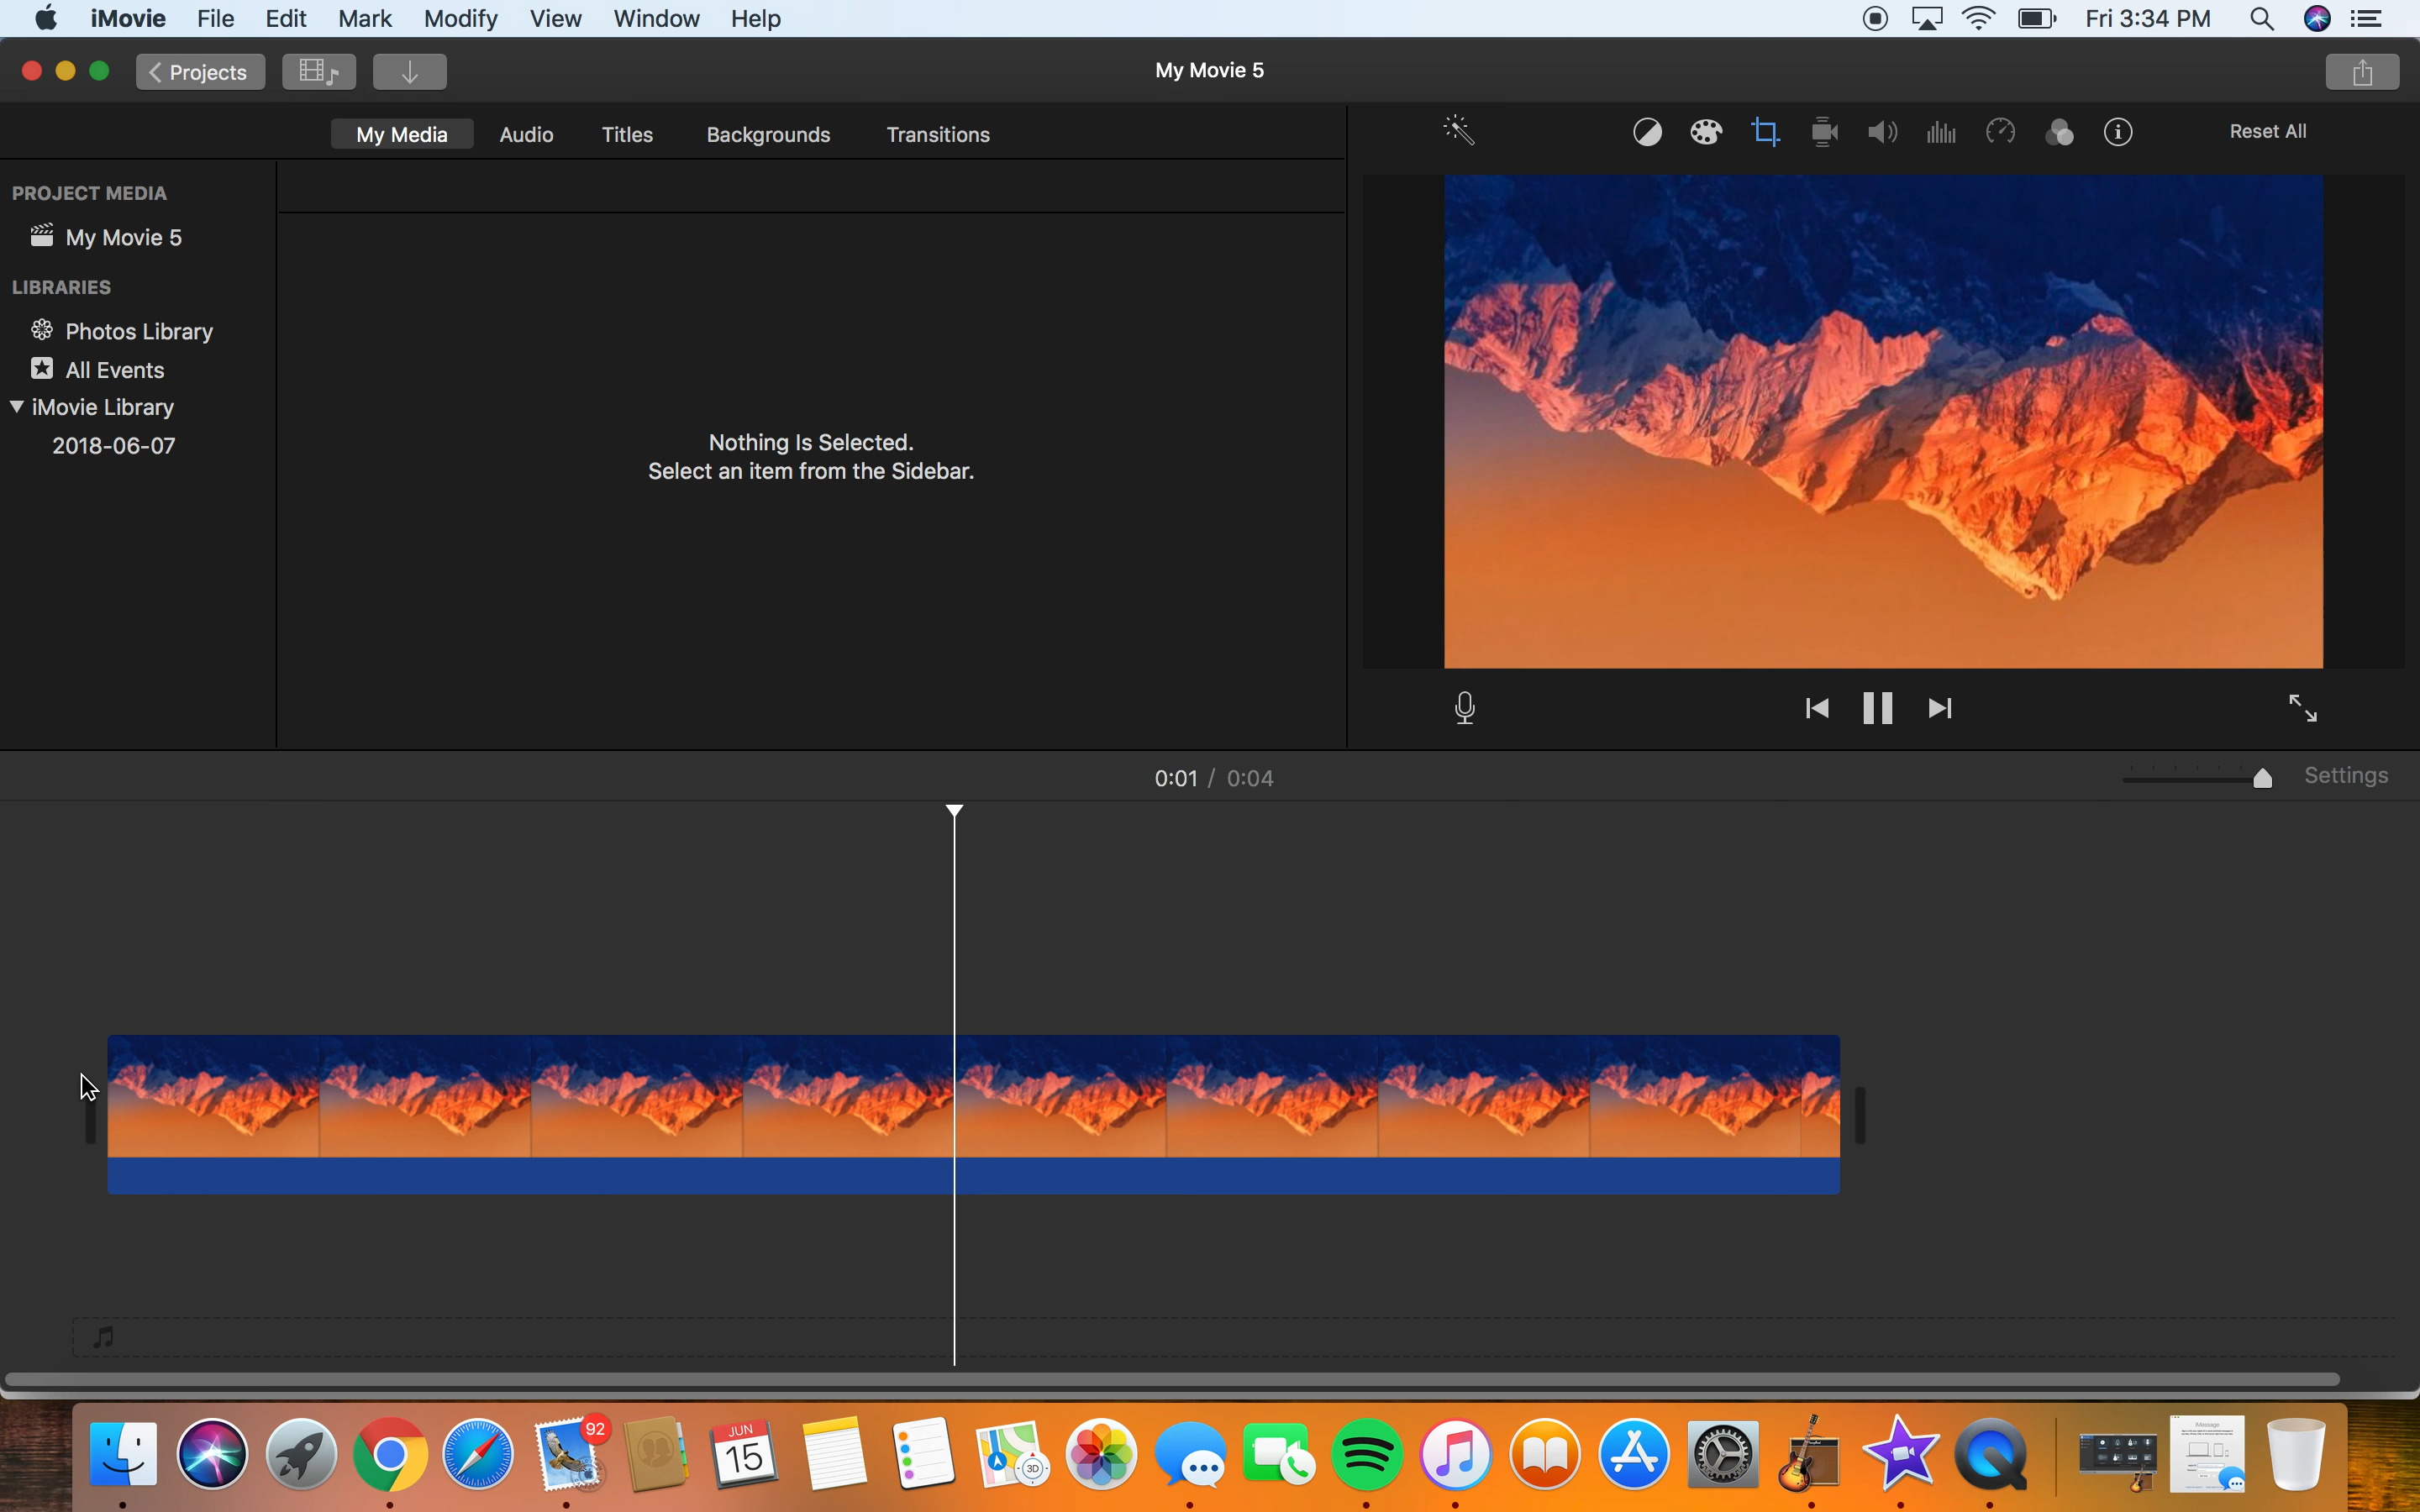 iMovie File Edit Mark Modify View Window Help Fri 3:34 PM
Projects My Movie 5
My Media Audio Titles Backgrounds Transitions Reset All
PROJECT MEDIA
My Movie 5
LIBRARIES
Photos Library
All Events
iMovie Library
2018-06-07
Nothing Is Selected.
Select an item from the Sidebar.
0:01 / 0:04 Settings
92
JUN
15
3D
iMessage